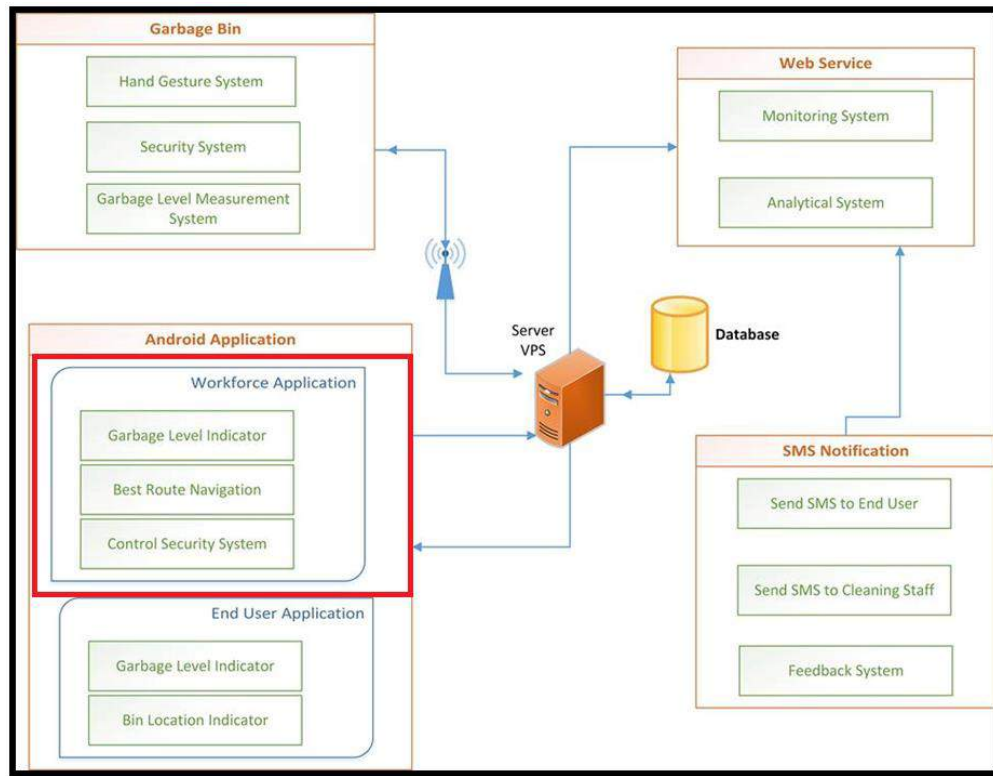 Garbage Bin
Hand Gesture System
Security System
Garbage Level Measurement
System
Web Service
Monitoring System
Analytical System
Server
VPS
Database
Android Application
Workforce Application
Garbage Level Indicator
Best Route Navigation
Control Security System
End User Application
Garbage Level Indicator
Bin Location Indicator
SMS Notification
Send SMS to End User
Send SMS to Cleaning Staff
Feedback System